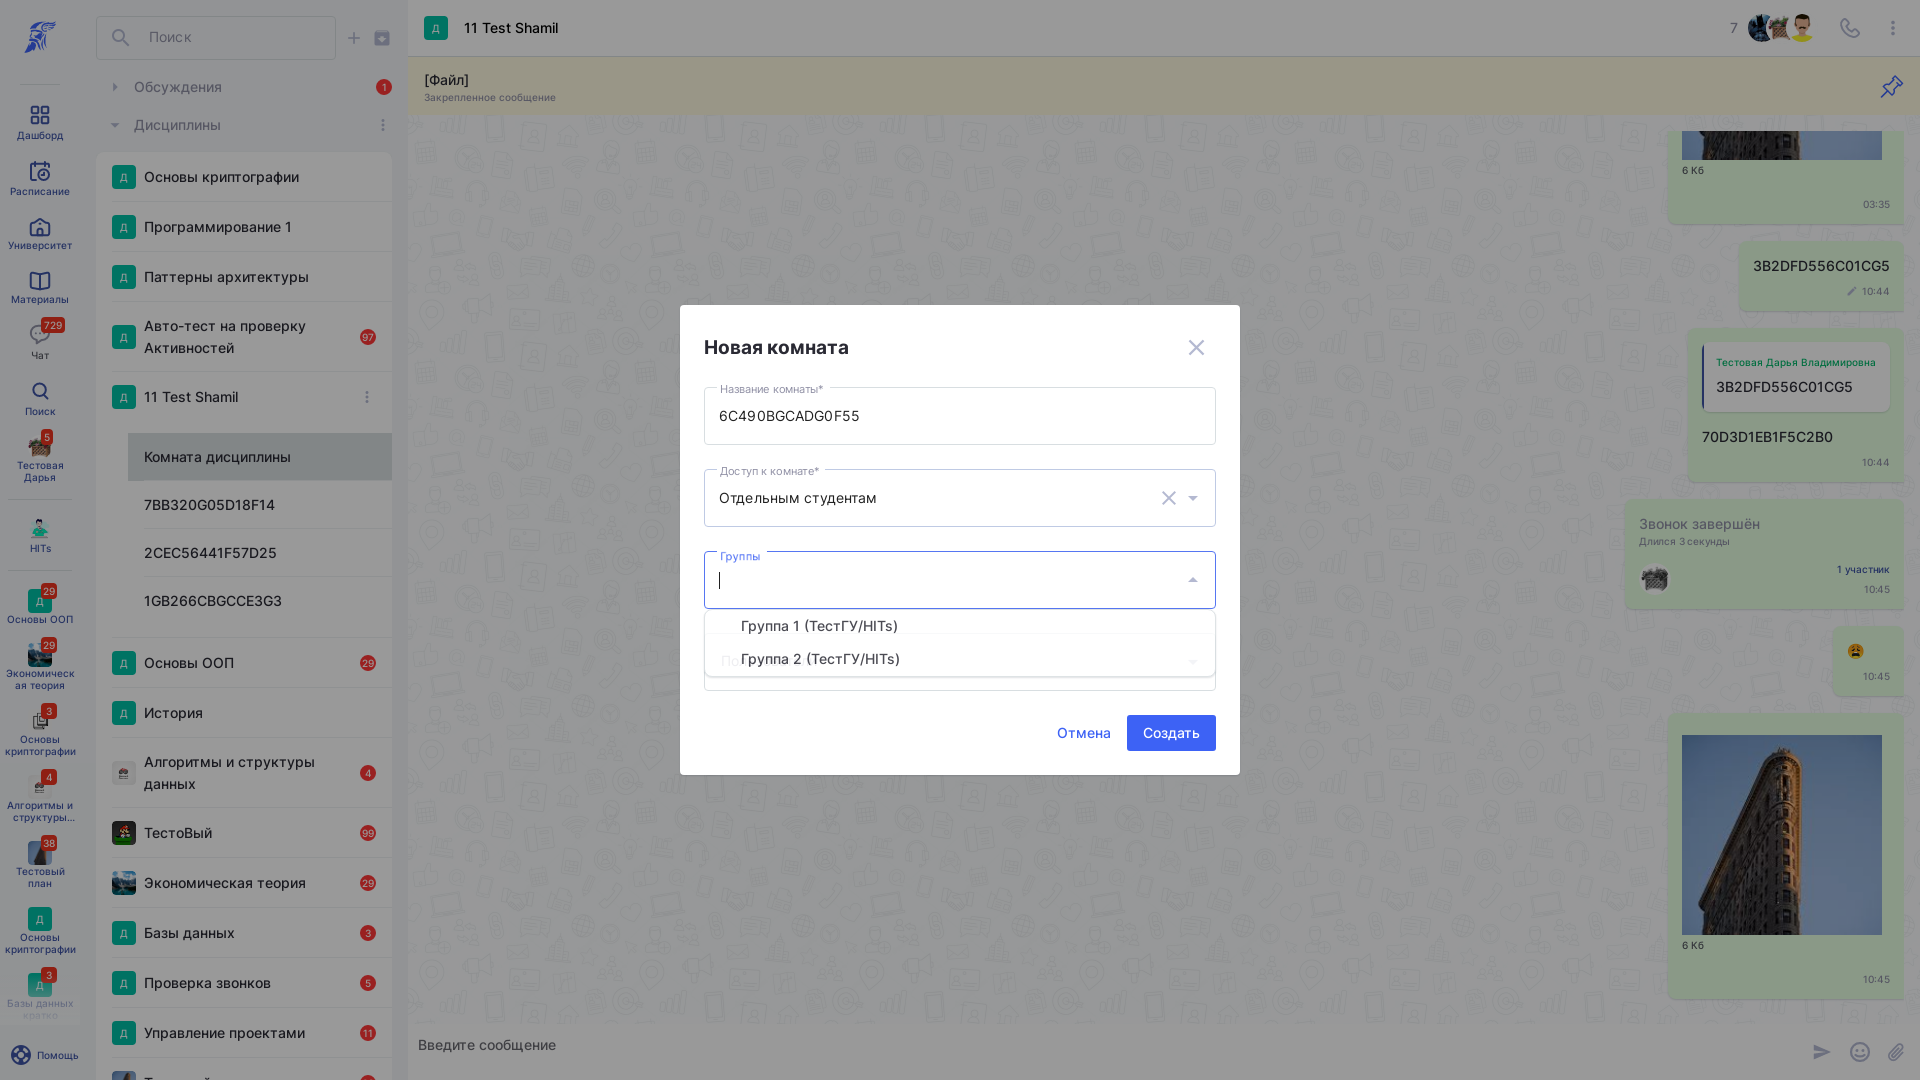 Поиск
Дашборд
Расписание
Университет
Материалы
729
Чат
Поиск
5
Тестовая
Дарья
HITs
29
Д
Основы ООП
29
Экономическ
ая теория
3
Основы
криптографии
4
Алгоритмы и
структуры...
38
Тестовый
план
Д
Основы
криптографии
3
Д
Базы данных
кратко
Помощь
Обсуждения
1
Дисциплины
Д
Основы криптографии
Д
Программирование 1
Д
Паттерны архитектуры
Д
Авто-тест на проверку
Активностей
97
Д
11 Test Shamil
Комната дисциплины
7BB320G05D18F14
2CEC56441F57D25
1GB266CBGCCE3G3
Д
Основы ООП
29
Д
История
Алгоритмы и структуры
данных
4
ТестоВый
99
Экономическая теория
29
Д
Базы данных
3
Д
Проверка звонков
5
Д
Управление проектами
11
Д
11 Test Shamil
7
[Файл]
Закрепленное сообщение
6 Кб
03:35
3B2DFD556C01CG5
10:44
Тестовая Дарья Владимировна
3B2DFD556C01CG5
70D3D1EB1F5C2B0
10:44
Звонок завершён
Длился 3 секунды
1 участник
10:45
10:45
6 Кб
10:45
Введите сообщение
Новая комната
Название комнаты*
6C490BGCADG0F55
Доступ к комнате*
Отдельным студентам
Группы
Группа 1 (ТестГУ/HITs)
Группа 2 (ТестГУ/HITs)
Отмена
Создать